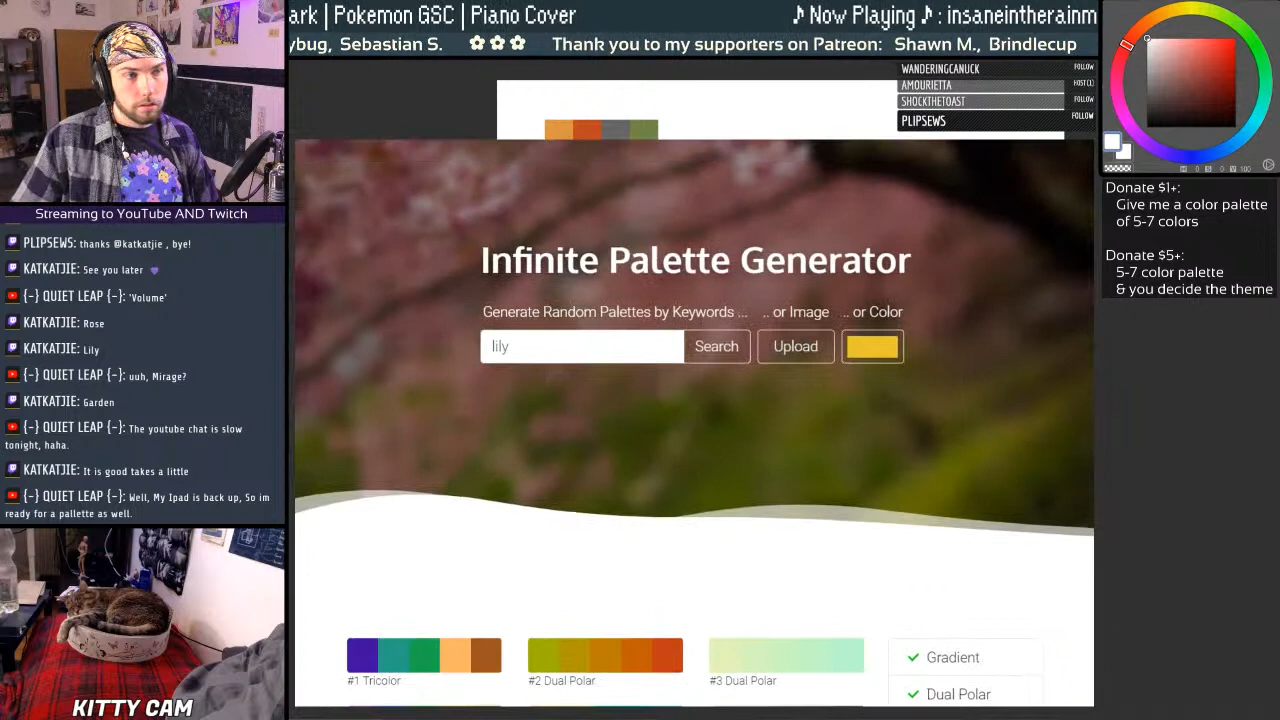 ark | Pokemon GSC | Piano Cover
♪ Now Playing ♪ : insaneintherainm
ybug, Sebastian S. ✿ ✿ ✿ Thank you to my supporters on Patreon: Shawn M., Brindlecup
WANDERINGCANUCK FOLLOW
AMOURIETTA HOST(1)
SHOCKTHETOAST FOLLOW
PLIPSEWS FOLLOW
Streaming to YouTube AND Twitch
PLIPSEWS: thanks @katkatjie , bye!
KATKATJIE: See you later
{-} QUIET LEAP {-}: 'Volume'
KATKATJIE: Rose
KATKATJIE: Lily
{-} QUIET LEAP {-}: uuh, Mirage?
KATKATJIE: Garden
{-} QUIET LEAP {-}: The youtube chat is slow
tonight, haha.
KATKATJIE: It is good takes a little
{-} QUIET LEAP {-}: Well, My Ipad is back up, So im
ready for a pallette as well.
KITTY CAM
Infinite Palette Generator
Generate Random Palettes by Keywords ... .. or Image .. or Color
lily Search Upload
#1 Tricolor #2 Dual Polar #3 Dual Polar
Gradient
Dual Polar
Donate $1+:
Give me a color palette
of 5-7 colors
Donate $5+:
5-7 color palette
& you decide the theme